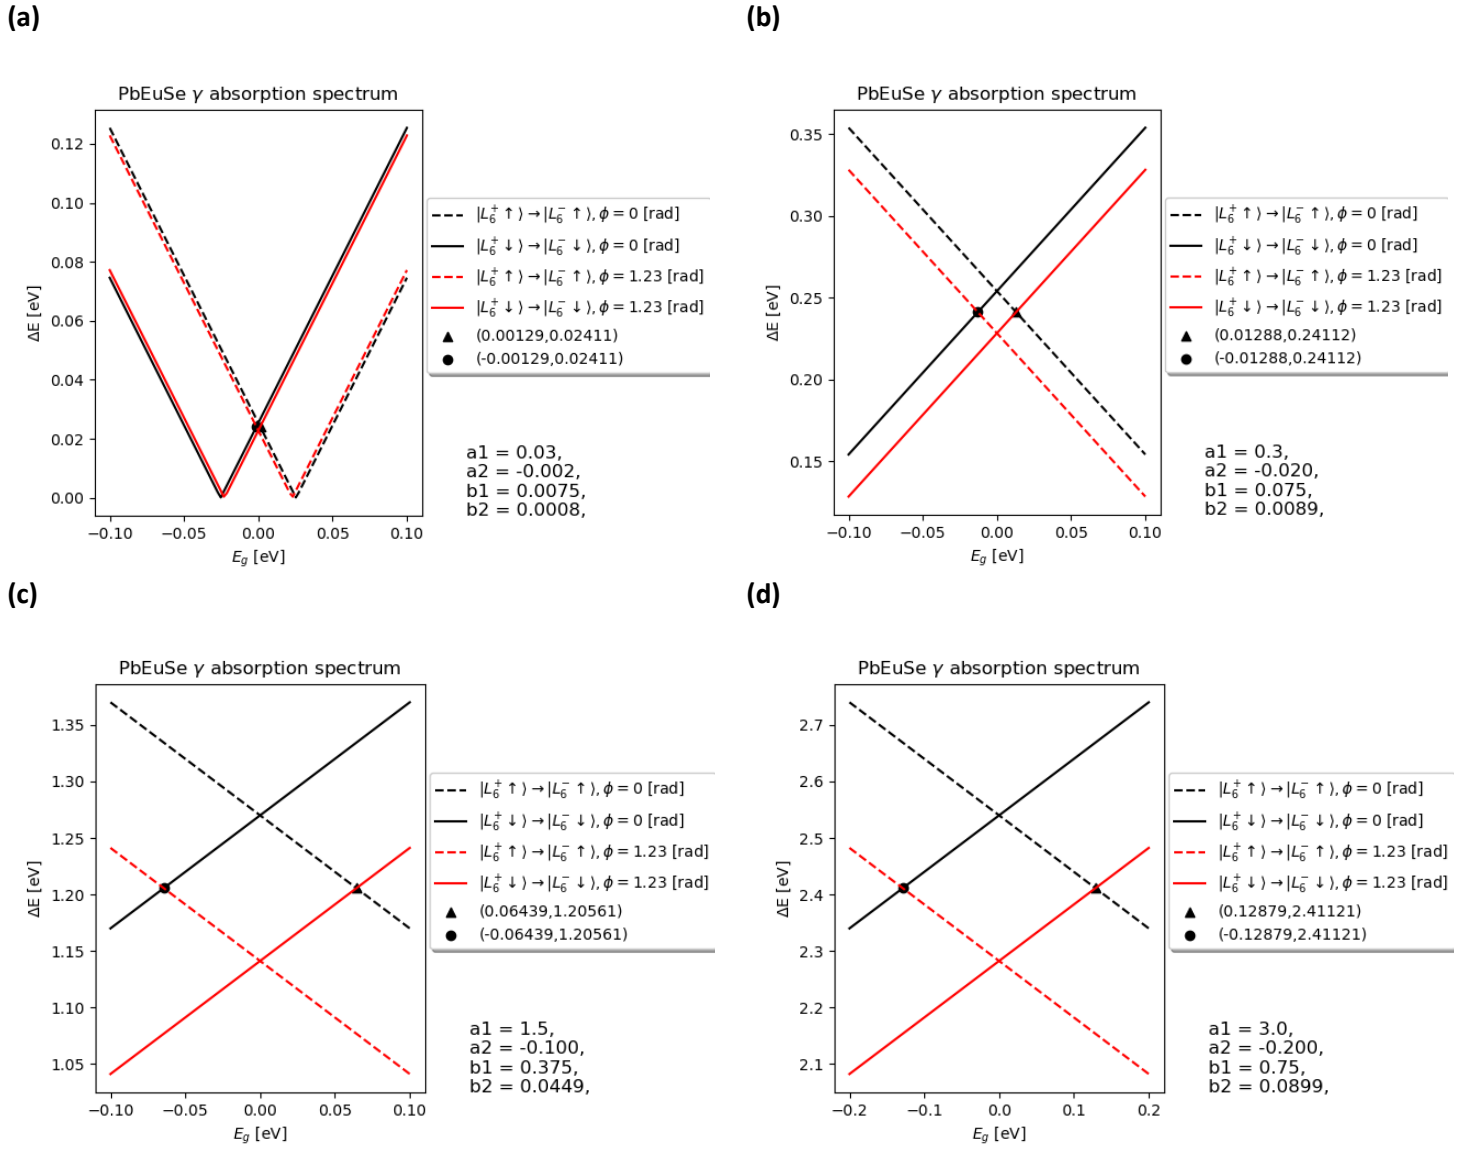 (a)
PbEuSe γ absorption spectrum
0.12
0.10
0.08
0.06
0.04
0.02
0.00
ΔE [eV]
−0.10 −0.05 0.00 0.05 0.10
E_g [eV]
|L₆⁺ ↑⟩→|L₆⁻ ↑⟩, ϕ = 0 [rad]
|L₆⁺ ↓⟩→|L₆⁻ ↓⟩, ϕ = 0 [rad]
|L₆⁺ ↑⟩→|L₆⁻ ↑⟩, ϕ = 1.23 [rad]
|L₆⁺ ↓⟩→|L₆⁻ ↓⟩, ϕ = 1.23 [rad]
(0.00129,0.02411)
(-0.00129,0.02411)
a1 = 0.03,
a2 = -0.002,
b1 = 0.0075,
b2 = 0.0008,
(b)
PbEuSe γ absorption spectrum
0.35
0.30
0.25
0.20
0.15
ΔE [eV]
−0.10 −0.05 0.00 0.05 0.10
E_g [eV]
|L₆⁺ ↑⟩→|L₆⁻ ↑⟩, ϕ = 0 [rad]
|L₆⁺ ↓⟩→|L₆⁻ ↓⟩, ϕ = 0 [rad]
|L₆⁺ ↑⟩→|L₆⁻ ↑⟩, ϕ = 1.23 [rad]
|L₆⁺ ↓⟩→|L₆⁻ ↓⟩, ϕ = 1.23 [rad]
(0.01288,0.24112)
(-0.01288,0.24112)
a1 = 0.3,
a2 = -0.020,
b1 = 0.075,
b2 = 0.0089,
(c)
PbEuSe γ absorption spectrum
1.35
1.30
1.25
1.20
1.15
1.10
1.05
ΔE [eV]
−0.10 −0.05 0.00 0.05 0.10
E_g [eV]
|L₆⁺ ↑⟩→|L₆⁻ ↑⟩, ϕ = 0 [rad]
|L₆⁺ ↓⟩→|L₆⁻ ↓⟩, ϕ = 0 [rad]
|L₆⁺ ↑⟩→|L₆⁻ ↑⟩, ϕ = 1.23 [rad]
|L₆⁺ ↓⟩→|L₆⁻ ↓⟩, ϕ = 1.23 [rad]
(0.06439,1.20561)
(-0.06439,1.20561)
a1 = 1.5,
a2 = -0.100,
b1 = 0.375,
b2 = 0.0449,
(d)
PbEuSe γ absorption spectrum
2.7
2.6
2.5
2.4
2.3
2.2
2.1
ΔE [eV]
−0.2 −0.1 0.0 0.1 0.2
E_g [eV]
|L₆⁺ ↑⟩→|L₆⁻ ↑⟩, ϕ = 0 [rad]
|L₆⁺ ↓⟩→|L₆⁻ ↓⟩, ϕ = 0 [rad]
|L₆⁺ ↑⟩→|L₆⁻ ↑⟩, ϕ = 1.23 [rad]
|L₆⁺ ↓⟩→|L₆⁻ ↓⟩, ϕ = 1.23 [rad]
(0.12879,2.41121)
(-0.12879,2.41121)
a1 = 3.0,
a2 = -0.200,
b1 = 0.75,
b2 = 0.0899,